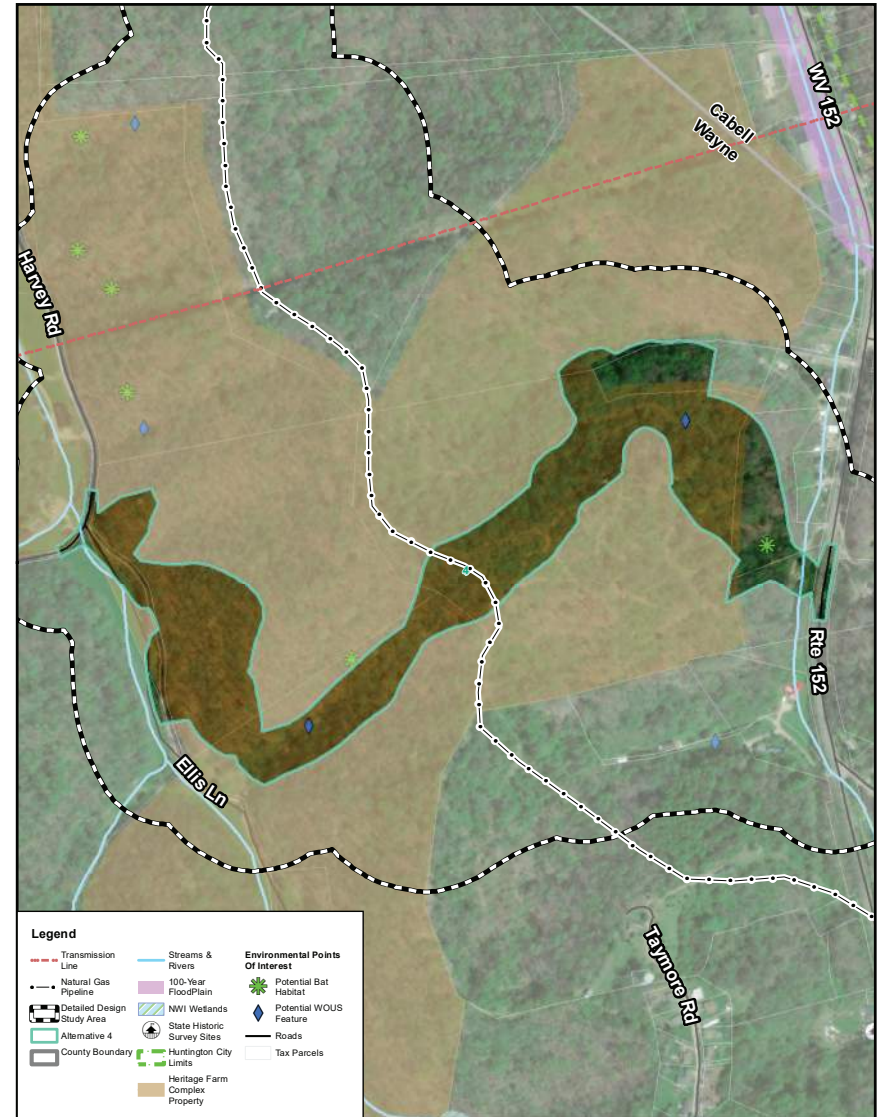 WV 152
Cabell
Wayne
Harvey Rd
4
Rte 152
Ellis Ln
Taymore Rd
Legend
Transmission
Line
Natural Gas
Pipeline
Detailed Design
Study Area
Alternative 4
County Boundary
Streams &
Rivers
100-Year
FloodPlain
NWI Wetlands
State Historic
Survey Sites
Huntington City
Limits
Heritage Farm
Complex
Property
Environmental Points
Of Interest
Potential Bat
Habitat
Potential WOUS
Feature
Roads
Tax Parcels